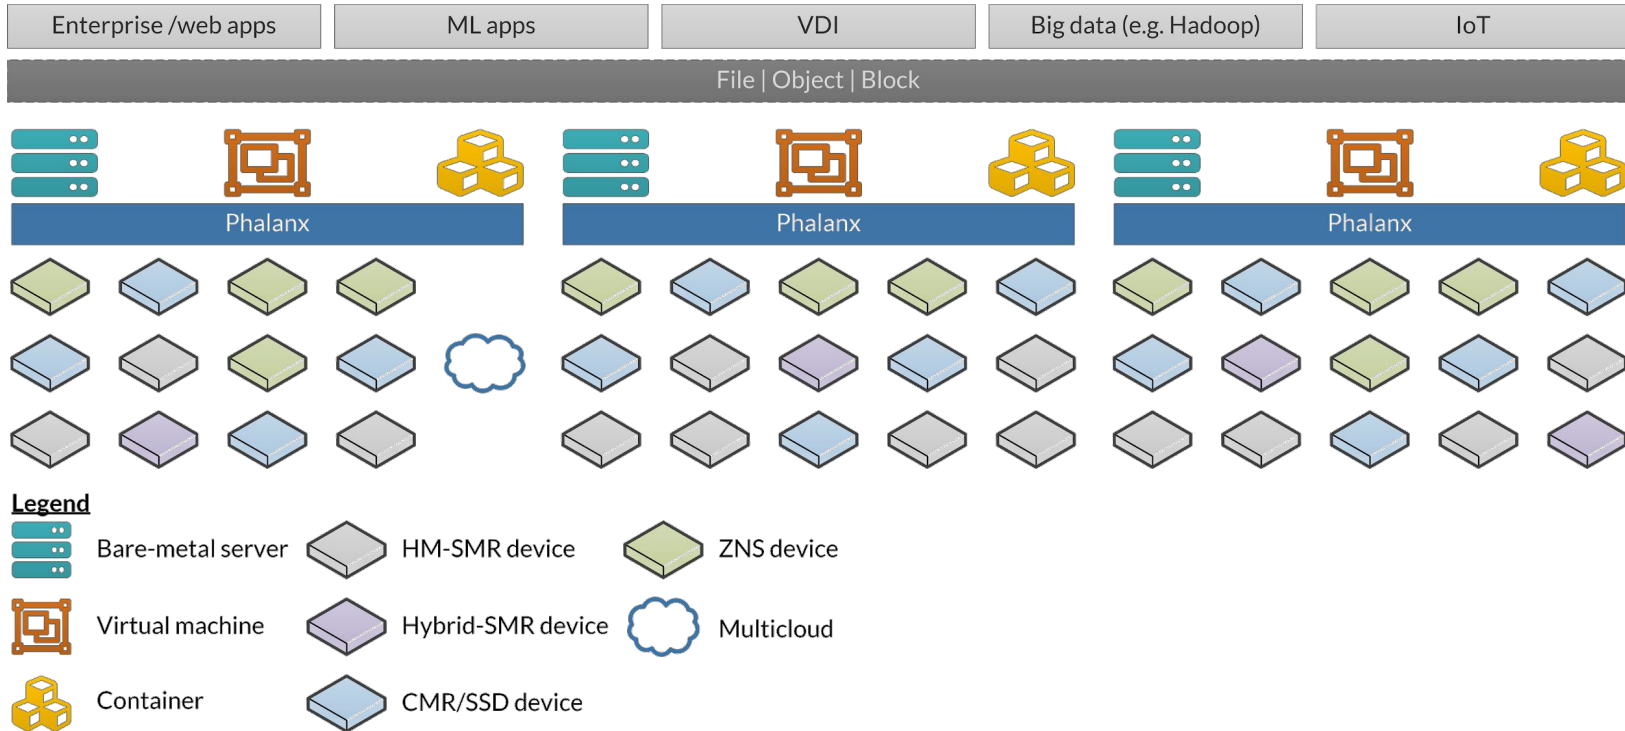 Enterprise /web apps
ML apps
VDI
Big data (e.g. Hadoop)
IoT
File | Object | Block
Phalanx
Phalanx
Phalanx
Legend
Bare-metal server
HM-SMR device
ZNS device
Virtual machine
Hybrid-SMR device
Multicloud
Container
CMR/SSD device